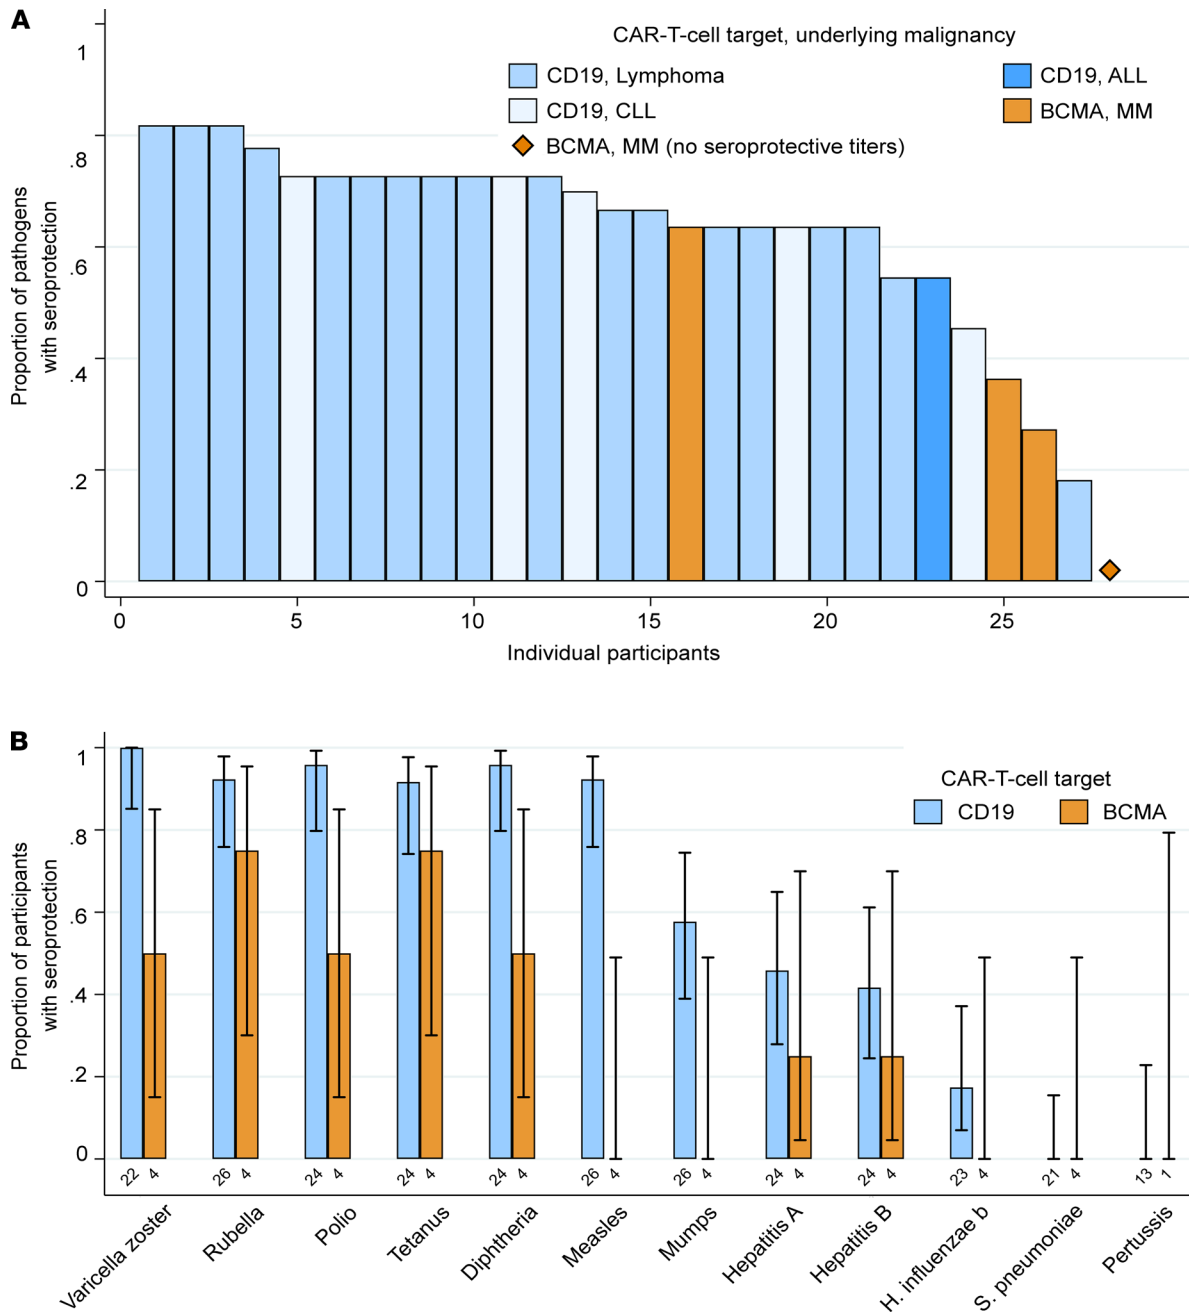 A
CAR-T-cell target, underlying malignancy
CD19, Lymphoma
CD19, ALL
CD19, CLL
BCMA, MM
BCMA, MM (no seroprotective titers)
Proportion of pathogens
with seroprotection
1
.8
.6
.4
.2
0
0 5 10 15 20 25
Individual participants
B
CAR-T-cell target
CD19 BCMA
Proportion of participants
with seroprotection
1
.8
.6
.4
.2
0
22 4 26 4 24 4 24 4 24 4 26 4 26 4 24 4 24 4 23 4 21 4 13 1
Varicella zoster
Rubella
Polio
Tetanus
Diphtheria
Measles
Mumps
Hepatitis A
Hepatitis B
H. influenzae b
S. pneumoniae
Pertussis